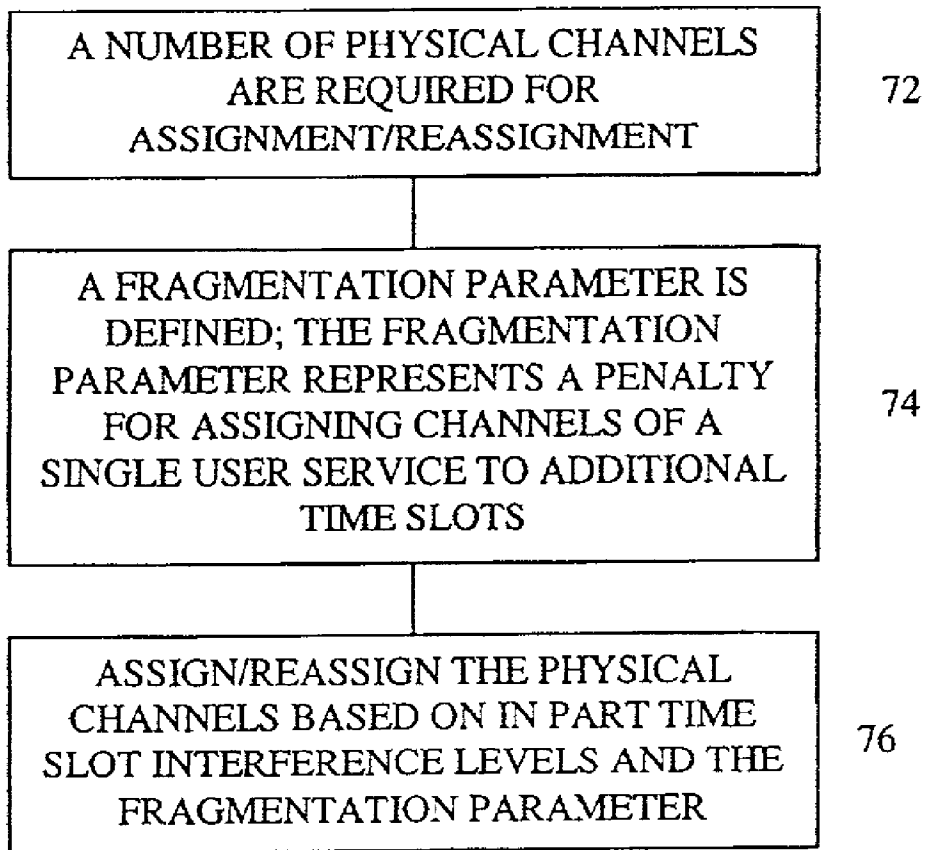 A NUMBER OF PHYSICAL CHANNELS
ARE REQUIRED FOR
ASSIGNMENT/REASSIGNMENT
72
A FRAGMENTATION PARAMETER IS
DEFINED; THE FRAGMENTATION
PARAMETER REPRESENTS A PENALTY
FOR ASSIGNING CHANNELS OF A
SINGLE USER SERVICE TO ADDITIONAL
TIME SLOTS
74
ASSIGN/REASSIGN THE PHYSICAL
CHANNELS BASED ON IN PART TIME
SLOT INTERFERENCE LEVELS AND THE
FRAGMENTATION PARAMETER
76